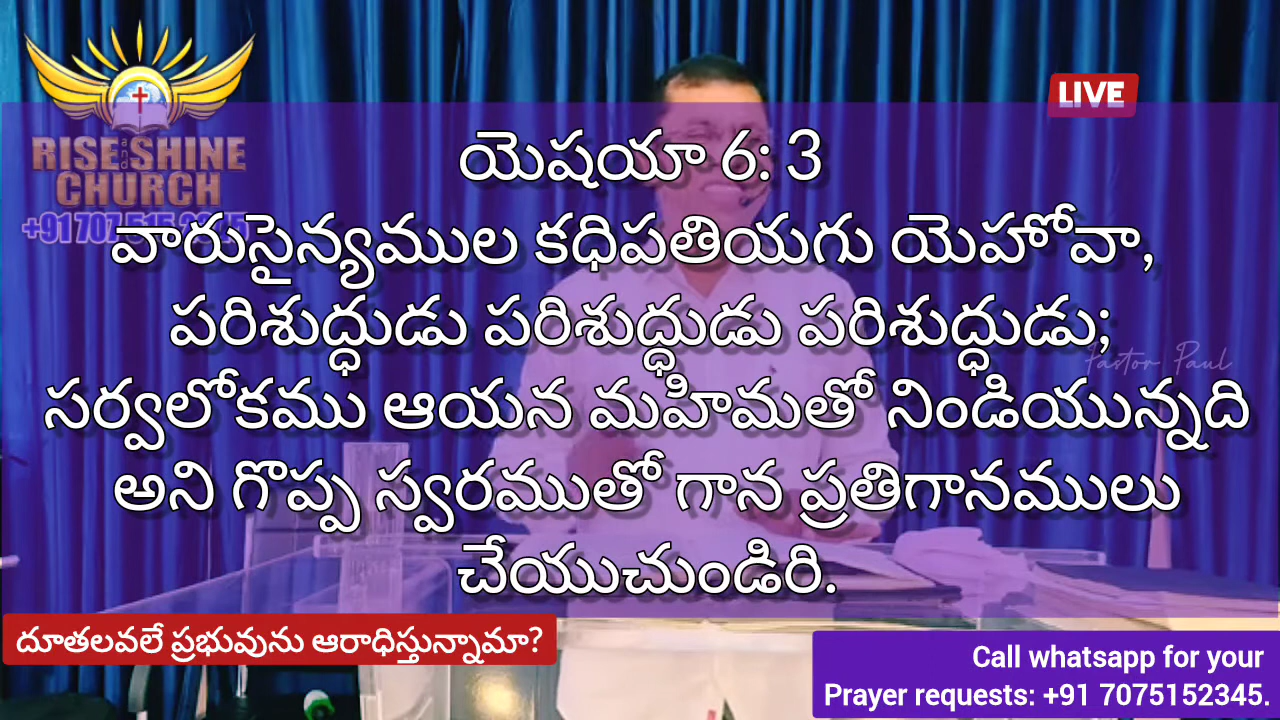 RISE and SHINE
CHURCH
LIVE
యెషయా 6: 3
వారుసైన్యముల కధిపతియగు యెహోవా,
పరిశుద్ధుడు పరిశుద్ధుడు పరిశుద్ధుడు;
Pastor Paul
సర్వలోకము ఆయన మహిమతో నిండియున్నది
అని గొప్ప స్వరముతో గాన ప్రతిగానములు
చేయుచుండిరి.
దూతలవలే ప్రభువును ఆరాధిస్తున్నామా?
Call whatsapp for your
Prayer requests: +91 7075152345.